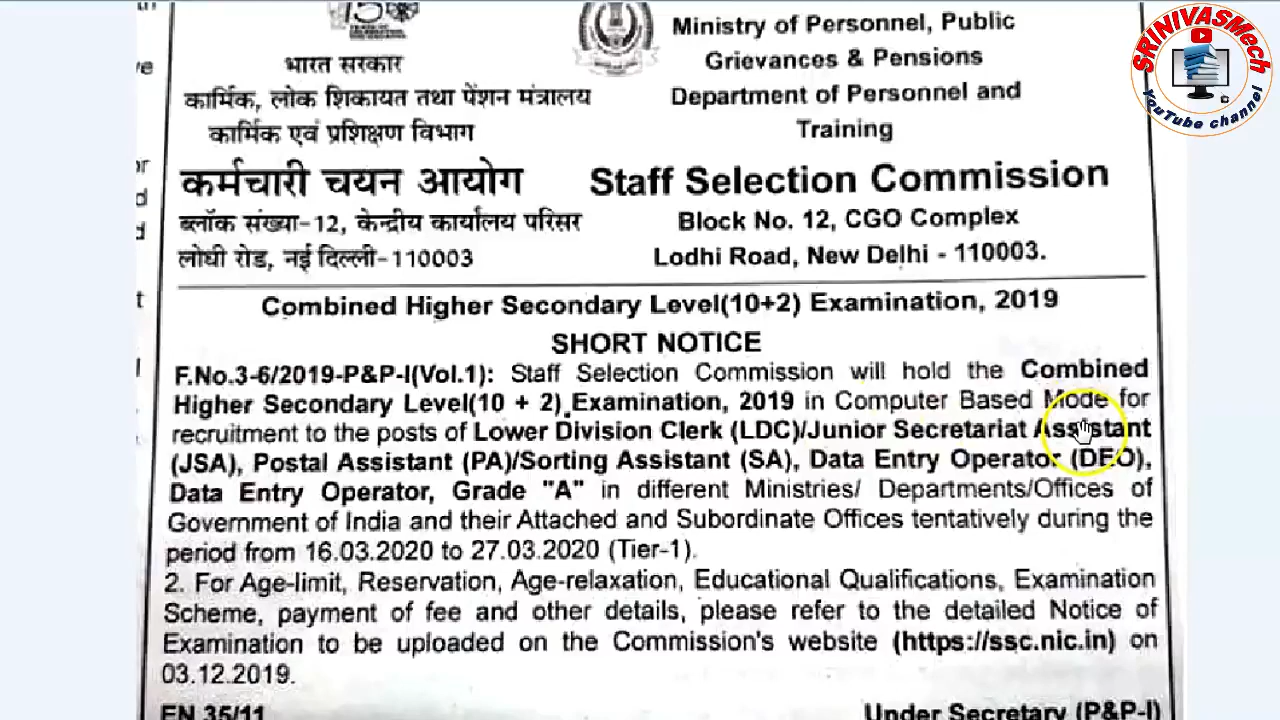 भारत सरकार
कार्मिक, लोक शिकायत तथा पेंशन मंत्रालय
कार्मिक एवं प्रशिक्षण विभाग
कर्मचारी चयन आयोग
ब्लॉक संख्या-12, केन्द्रीय कार्यालय परिसर
लोधी रोड, नई दिल्ली-110003
Ministry of Personnel, Public
Grievances & Pensions
Department of Personnel and
Training
Staff Selection Commission
Block No. 12, CGO Complex
Lodhi Road, New Delhi - 110003.
SRINIVASMech
YouTube channel
Combined Higher Secondary Level(10+2) Examination, 2019
SHORT NOTICE
F.No.3-6/2019-P&P-I(Vol.1): Staff Selection Commission will hold the Combined
Higher Secondary Level(10 + 2) Examination, 2019 in Computer Based Mode for
recruitment to the posts of Lower Division Clerk (LDC)/Junior Secretariat Assistant
(JSA), Postal Assistant (PA)/Sorting Assistant (SA), Data Entry Operator (DEO),
Data Entry Operator, Grade "A" in different Ministries/ Departments/Offices of
Government of India and their Attached and Subordinate Offices tentatively during the
period from 16.03.2020 to 27.03.2020 (Tier-1).
2. For Age-limit, Reservation, Age-relaxation, Educational Qualifications, Examination
Scheme, payment of fee and other details, please refer to the detailed Notice of
Examination to be uploaded on the Commission's website (https://ssc.nic.in) on
03.12.2019.
EN 35/11
Under Secretary (P&P-I)